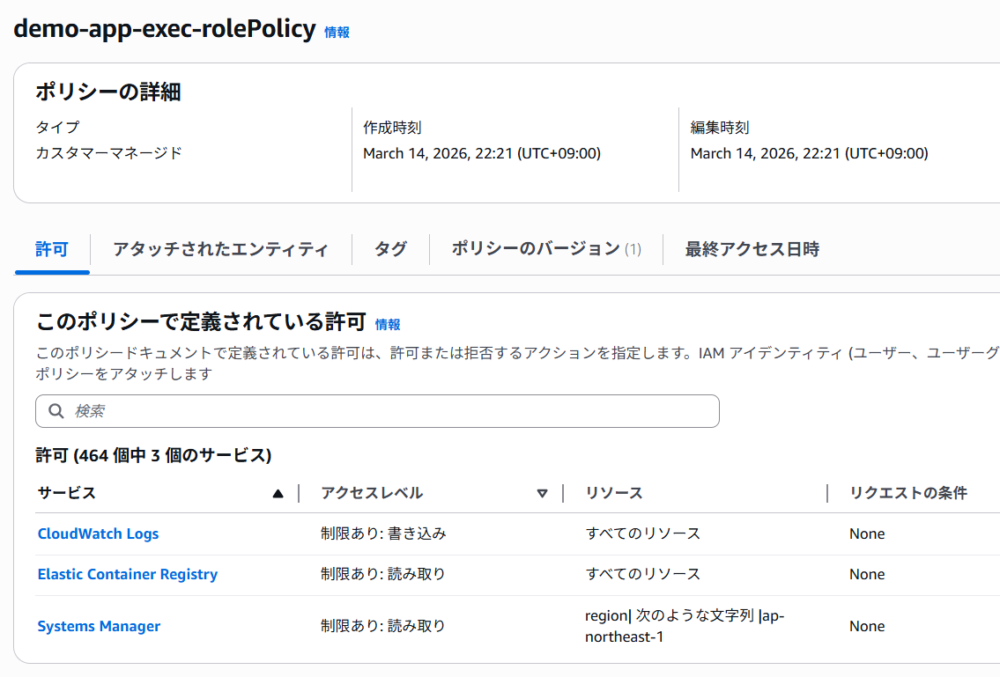 demo-app-exec-rolePolicy 情報
ポリシーの詳細
タイプ
カスタマーマネージド
作成時刻
March 14, 2026, 22:21 (UTC+09:00)
編集時刻
March 14, 2026, 22:21 (UTC+09:00)
許可 アタッチされたエンティティ タグ ポリシーのバージョン (1) 最終アクセス日時
このポリシーで定義されている許可 情報
このポリシードキュメントで定義されている許可は、許可または拒否するアクションを指定します。IAM アイデンティティ (ユーザー、ユーザーグ
ポリシーをアタッチします
検索
許可 (464 個中 3 個のサービス)
サービス アクセスレベル リソース リクエストの条件
CloudWatch Logs 制限あり: 書き込み すべてのリソース None
Elastic Container Registry 制限あり: 読み取り すべてのリソース None
Systems Manager 制限あり: 読み取り region| 次のような文字列 |ap-
northeast-1 None